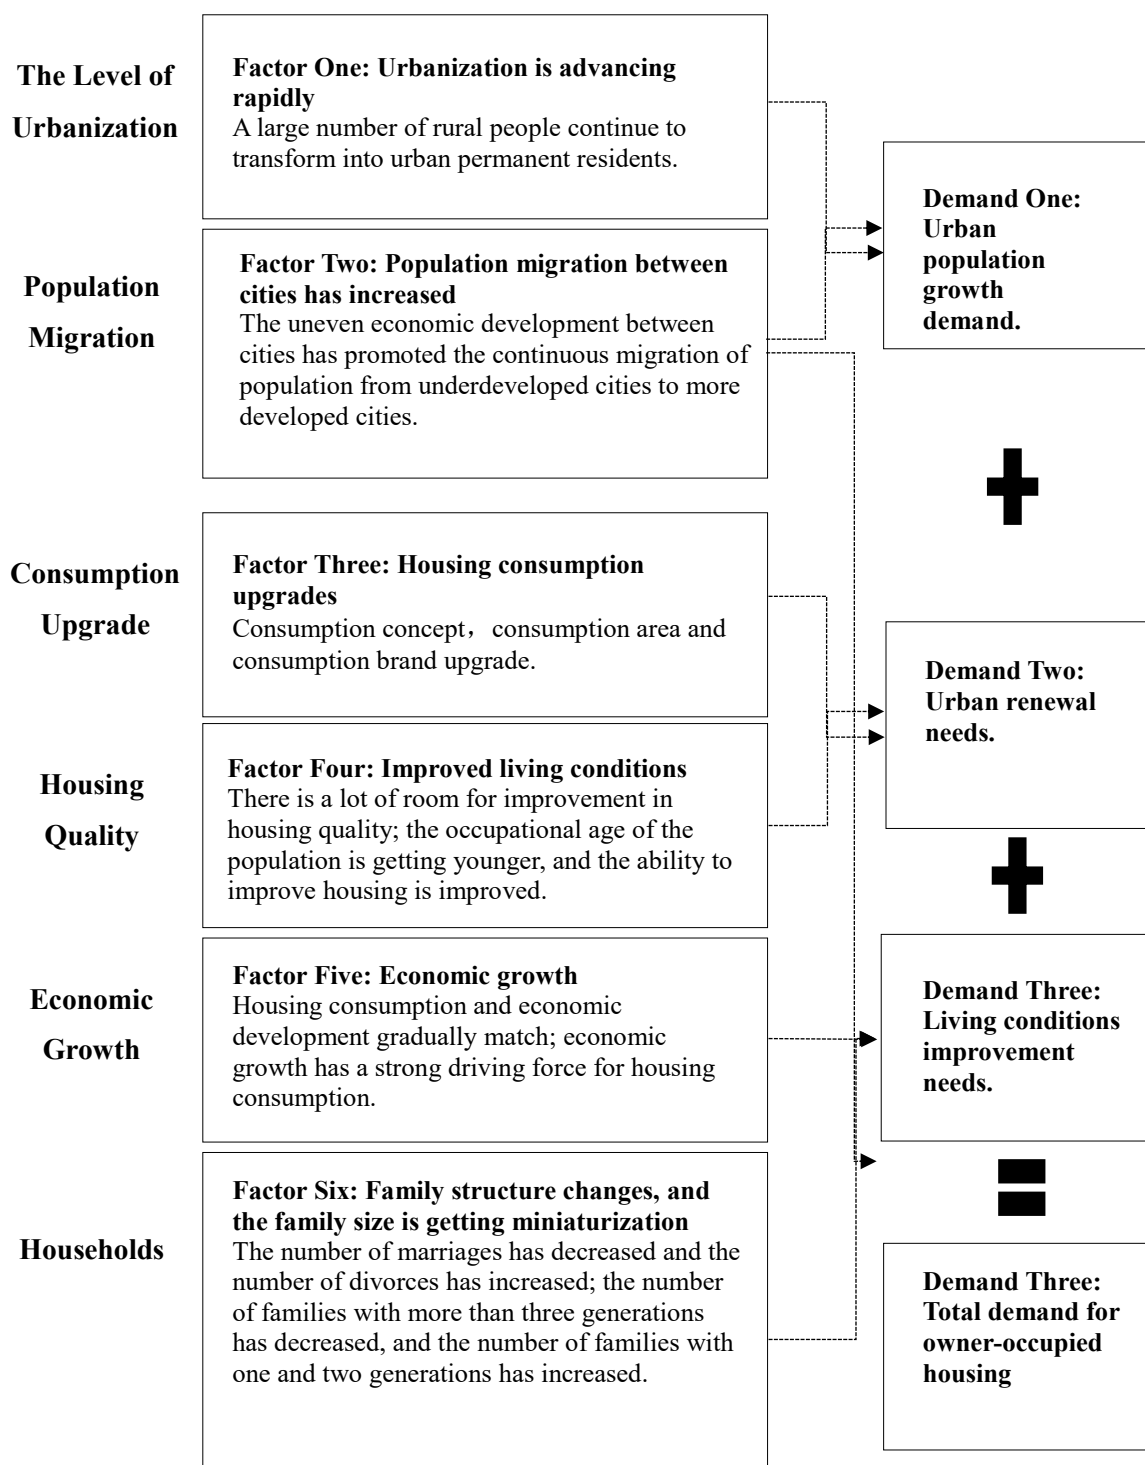 The Level of
Urbanization
Factor One: Urbanization is advancing
rapidly
A large number of rural people continue to
transform into urban permanent residents.
Population
Migration
Factor Two: Population migration between
cities has increased
The uneven economic development between
cities has promoted the continuous migration of
population from underdeveloped cities to more
developed cities.
Consumption
Upgrade
Factor Three: Housing consumption
upgrades
Consumption concept，consumption area and
consumption brand upgrade.
Housing
Quality
Factor Four: Improved living conditions
There is a lot of room for improvement in
housing quality; the occupational age of the
population is getting younger, and the ability to
improve housing is improved.
Economic
Growth
Factor Five: Economic growth
Housing consumption and economic
development gradually match; economic
growth has a strong driving force for housing
consumption.
Households
Factor Six: Family structure changes, and
the family size is getting miniaturization
The number of marriages has decreased and the
number of divorces has increased; the number
of families with more than three generations
has decreased, and the number of families with
one and two generations has increased.
Demand One:
Urban
population
growth
demand.
Demand Two:
Urban renewal
needs.
Demand Three:
Living conditions
improvement
needs.
Demand Three:
Total demand for
owner-occupied
housing